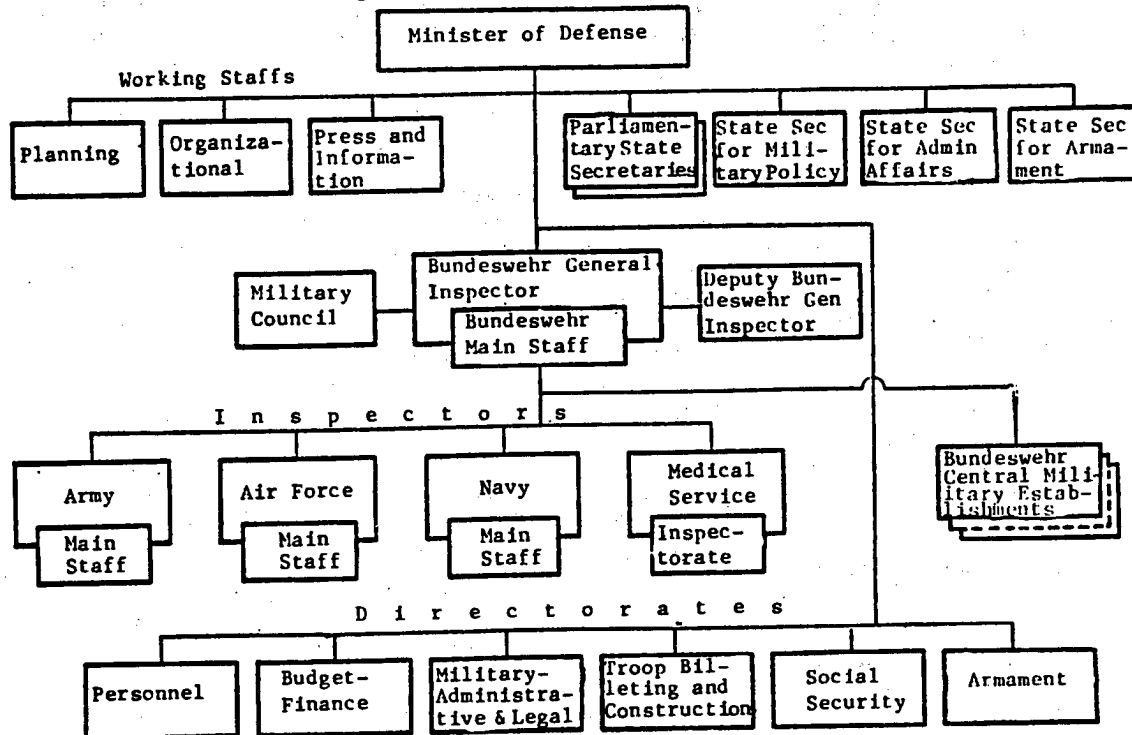 Minister of Defense
Working Staffs
Planning
Organiza-
tional
Press and
Informa-
tion
Parliamen-
tary State
Secretaries
State Sec
for Mili-
tary Policy
State Sec
for Admin
Affairs
State Sec
for Arma-
ment
Military
Council
Bundeswehr General
Inspector
Bundeswehr
Main Staff
Deputy Bun-
deswehr Gen
Inspector
Inspectors
Army
Main
Staff
Air Force
Main
Staff
Navy
Main
Staff
Medical
Service
Inspec-
torate
Bundeswehr
Central Mili-
itary Estab-
lishments
Directorates
Personnel
Budget-
Finance
Military-
Administra-
tive & Legal
Troop Bil-
leting and
Construction
Social
Security
Armament